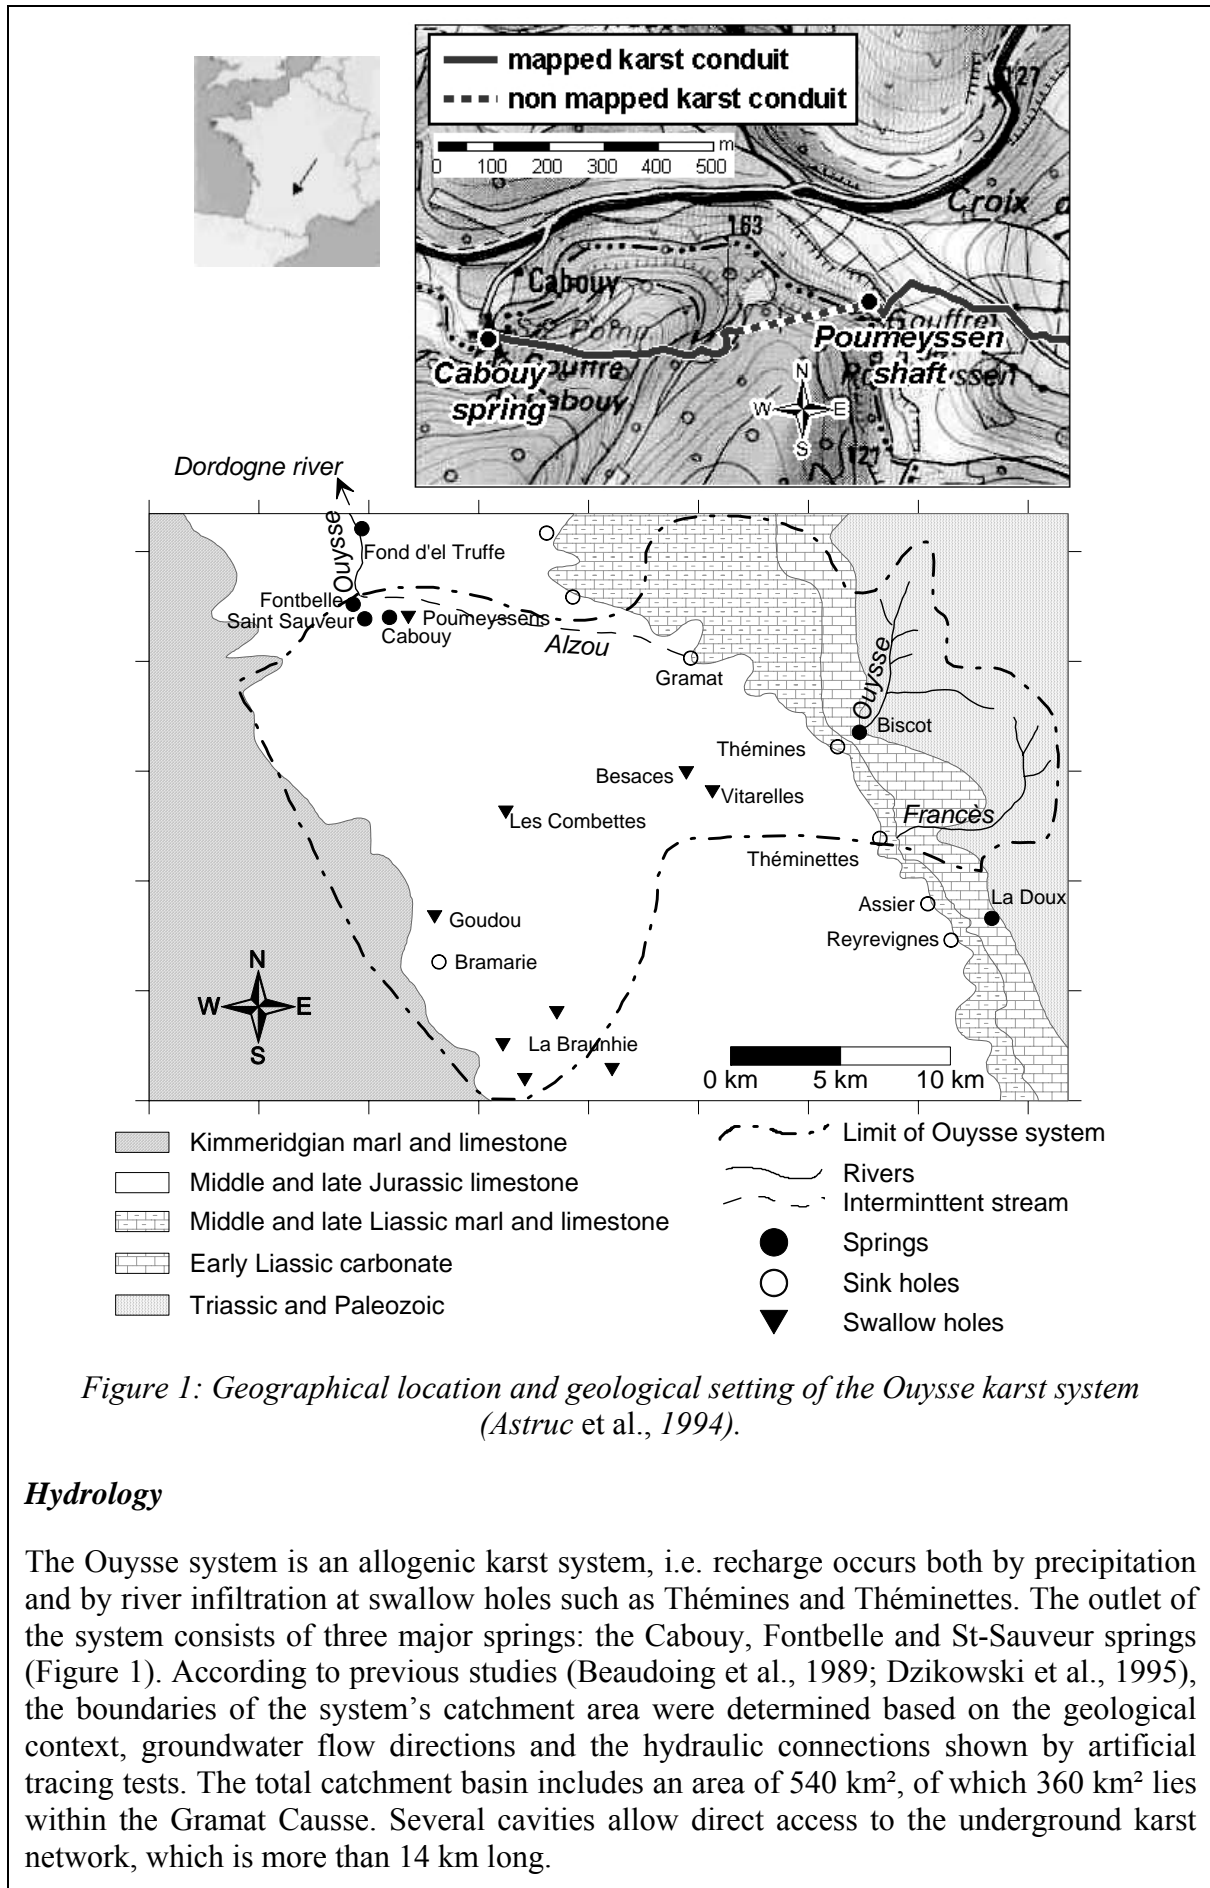 mapped karst conduit
non mapped karst conduit
m
0 100 200 300 400 500
127
Croix d
163
Cabouy
Gouffre
Cabouy
spring
Poumeyssen
shaft
N
W E
S
121
Dordogne river
Ouysse
Fond d'el Truffe
Fontbelle
Saint Sauveur
Cabouy
Poumeyssens
Alzou
Gramat
Ouysse
Biscot
Thémines
Besaces
Vitarelles
Les Combettes
Francès
Théminettes
La Doux
Assier
Reyrevignes
Goudou
Bramarie
La Braunhie
N
W E
S
0 km 5 km 10 km
Kimmeridgian marl and limestone
Middle and late Jurassic limestone
Middle and late Liassic marl and limestone
Early Liassic carbonate
Triassic and Paleozoic
Limit of Ouysse system
Rivers
Interminttent stream
Springs
Sink holes
Swallow holes
Figure 1: Geographical location and geological setting of the Ouysse karst system
(Astruc et al., 1994).
Hydrology
The Ouysse system is an allogenic karst system, i.e. recharge occurs both by precipitation
and by river infiltration at swallow holes such as Thémines and Théminettes. The outlet of
the system consists of three major springs: the Cabouy, Fontbelle and St-Sauveur springs
(Figure 1). According to previous studies (Beaudoing et al., 1989; Dzikowski et al., 1995),
the boundaries of the system’s catchment area were determined based on the geological
context, groundwater flow directions and the hydraulic connections shown by artificial
tracing tests. The total catchment basin includes an area of 540 km², of which 360 km² lies
within the Gramat Causse. Several cavities allow direct access to the underground karst
network, which is more than 14 km long.